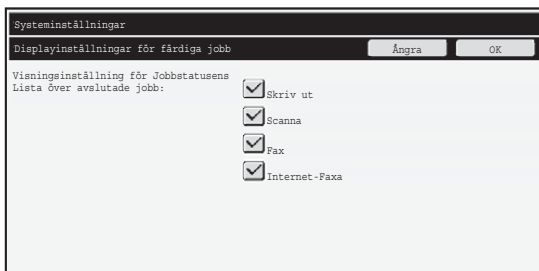 Systeminställningar
Displayinställningar för färdiga jobb
Ångra
OK
Visningsinställning för Jobbstatusens
Lista över avslutade jobb:
Skriv ut
Scanna
Fax
Internet-Faxa